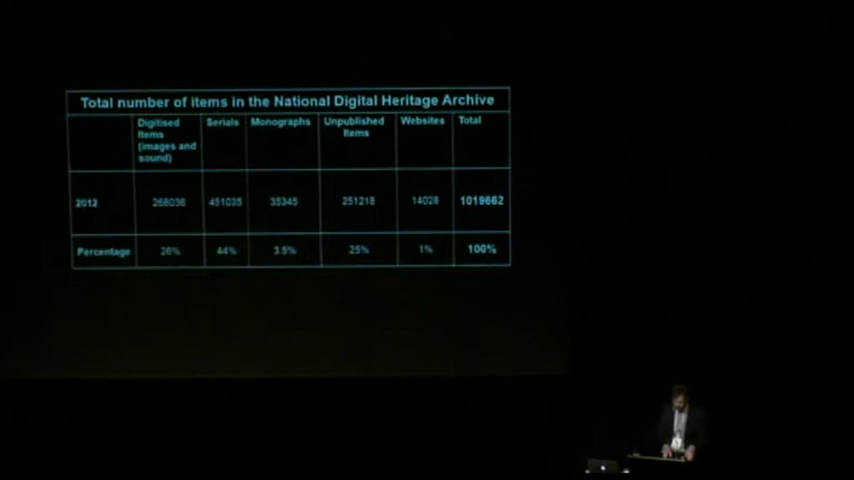 Total number of items in the National Digital Heritage Archive
Digitised Items (images and sound) Serials Monographs Unpublished Items Websites Total
2012 266036 451035 35345 251218 14028 1019662
Percentage 26% 44% 3.5% 25% 1% 100%